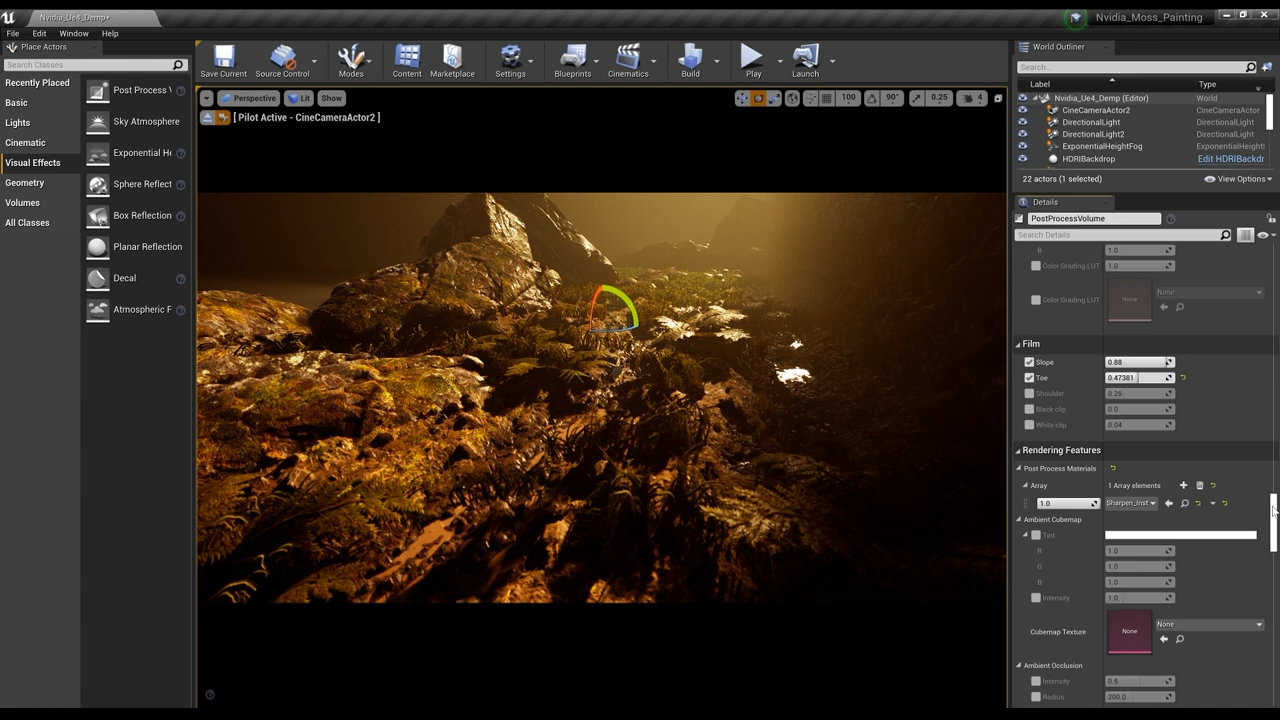 Nvidia_Ue4_Demp*
Nvidia_Moss_Painting
File Edit Window Help
Place Actors
Search Classes
Recently Placed
Basic
Lights
Cinematic
Visual Effects
Geometry
Volumes
All Classes
Post Process V
Sky Atmosphere
Exponential He
Sphere Reflect
Box Reflection
Planar Reflection
Decal
Atmospheric F
Save Current
Source Control
Modes
Content
Marketplace
Settings
Blueprints
Cinematics
Build
Play
Launch
Perspective Lit Show
100 90° 0.25 4
[ Pilot Active - CineCameraActor2 ]
World Outliner
Search...
Label Type
Nvidia_Ue4_Demp (Editor) World
CineCameraActor2 CineCameraActor
DirectionalLight DirectionalLight
DirectionalLight2 DirectionalLight
ExponentialHeightFog ExponentialHeightl
HDRIBackdrop Edit HDRIBackdr
22 actors (1 selected) View Options
Details
PostProcessVolume
Search Details
B 1.0
Color Grading LUT 1.0
Color Grading LUT None None
Film
Slope 0.88
Toe 0.47381
Shoulder 0.26
Black clip 0.0
White clip 0.04
Rendering Features
Post Process Materials
Array 1 Array elements
1.0 Sharpen_Inst
Ambient Cubemap
Tint
R 1.0
G 1.0
B 1.0
Intensity 1.0
Cubemap Texture None None
Ambient Occlusion
Intensity 0.5
Radius 200.0